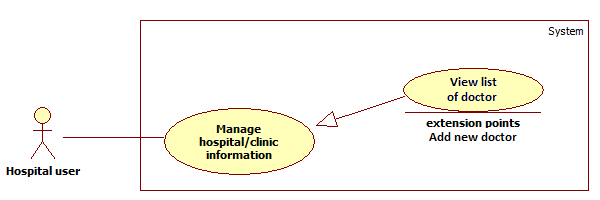 System
View list
of doctor
extension points
Add new doctor
Manage
hospital/clinic
information
Hospital user